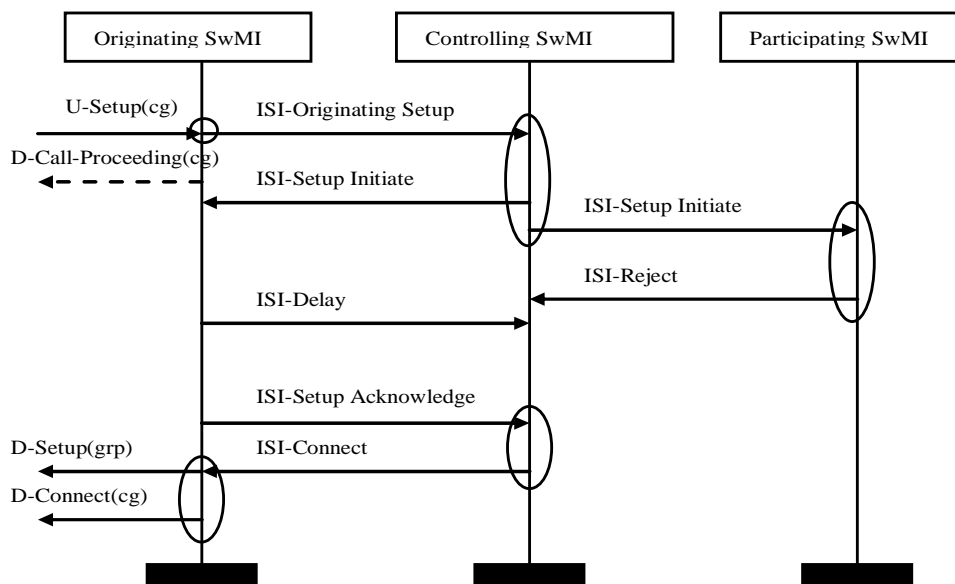 Originating SwMI
Controlling SwMI
Participating SwMI
U-Setup(cg)
ISI-Originating Setup
D-Call-Proceeding(cg)
ISI-Setup Initiate
ISI-Setup Initiate
ISI-Reject
ISI-Delay
ISI-Setup Acknowledge
D-Setup(grp)
ISI-Connect
D-Connect(cg)